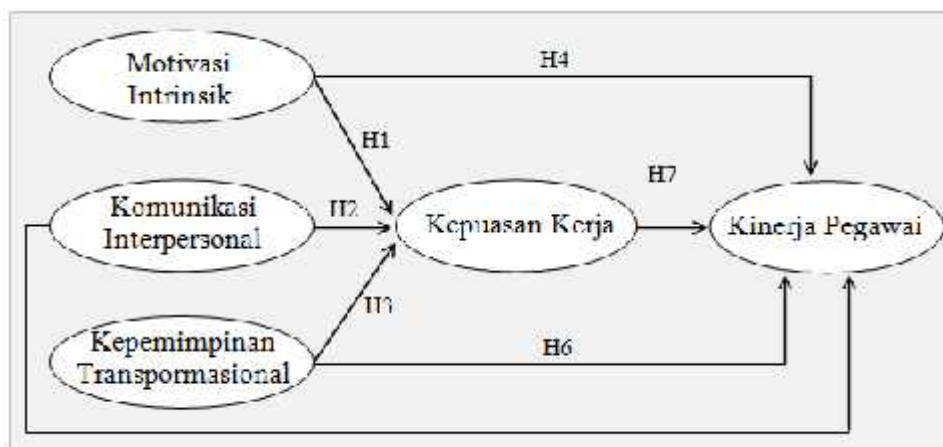 Motivasi
Intrinsik
H4
H1
Komunikasi
Interpersonal
H2
Kepuasan Kerja
H7
Kinerja Pegawai
H3
Kepemimpinan
Transpormasional
H6